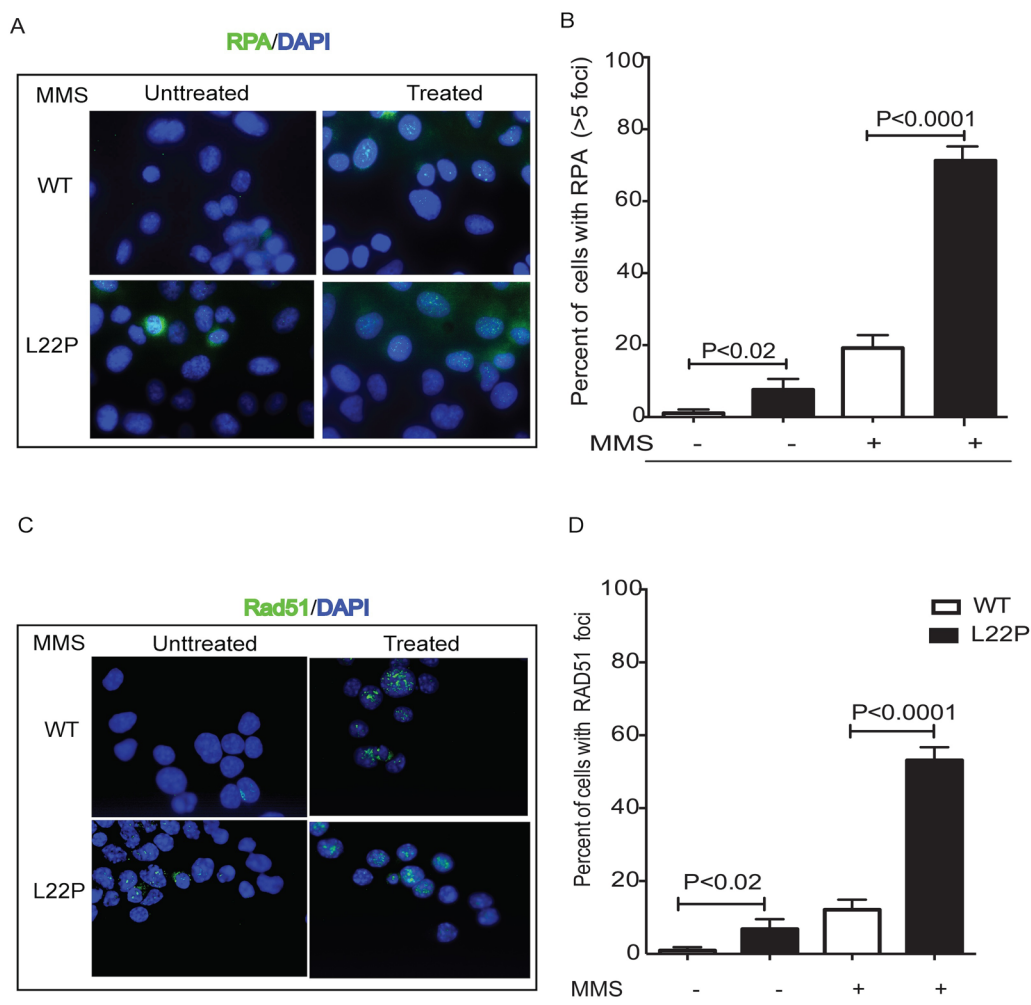 A
RPA/DAPI
MMS Unttreated Treated
WT
L22P
B
Percent of cells with RPA (>5 foci)
100
80
60
40
20
0
P<0.02
P<0.0001
MMS - - + +
C
Rad51/DAPI
MMS Unttreated Treated
WT
L22P
D
Percent of cells with RAD51 foci
100
80
60
40
20
0
WT
L22P
P<0.02
P<0.0001
MMS - - + +